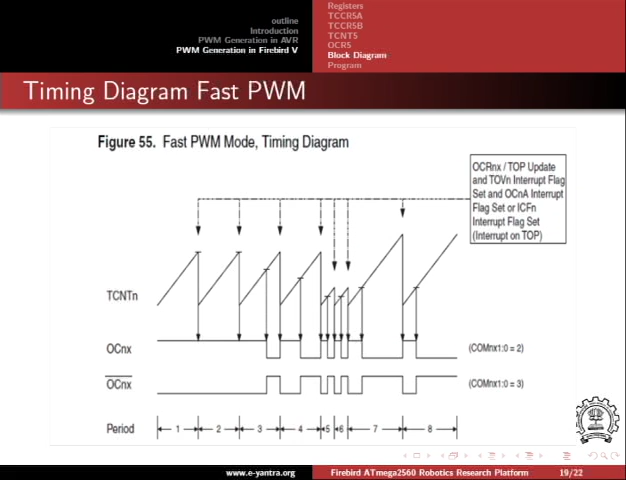 outline
Introduction
PWM Generation in AVR
PWM Generation in Firebird V
Registers
TCCR5A
TCCR5B
TCNT5
OCR5
Block Diagram
Program
Timing Diagram Fast PWM
Figure 55. Fast PWM Mode, Timing Diagram
OCRnx / TOP Update
and TOVn Interrupt Flag
Set and OCnA Interrupt
Flag Set or ICFn
Interrupt Flag Set
(Interrupt on TOP)
TCNTn
OCnx
(COMnx1:0 = 2)
OCnx
(COMnx1:0 = 3)
Period 1 2 3 4 5 6 7 8
www.e-yantra.org
Firebird ATmega2560 Robotics Research Platform
19/22